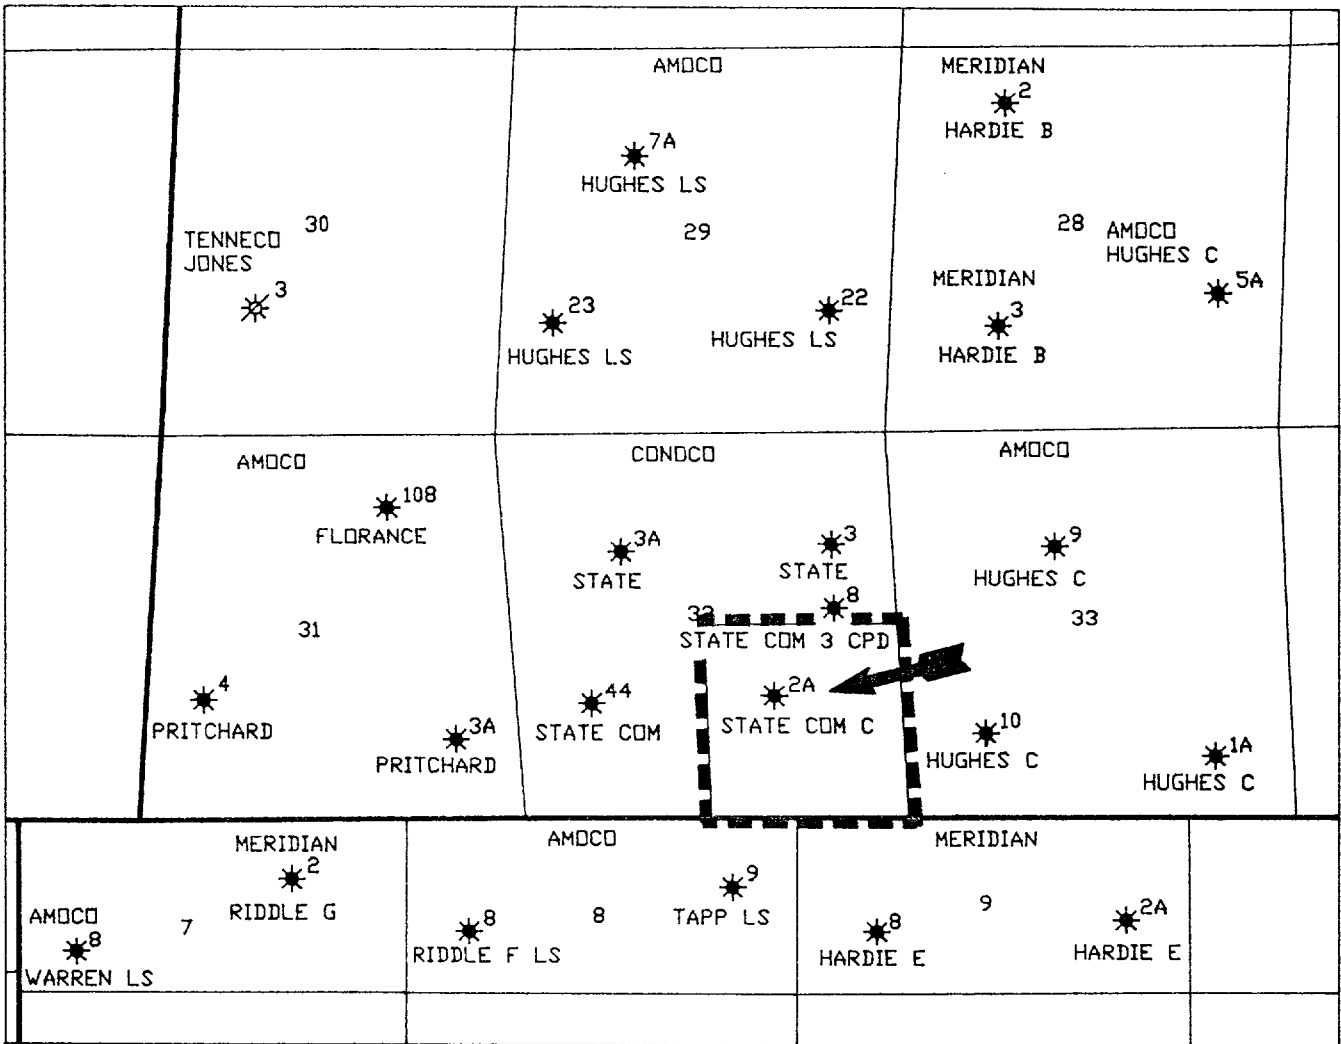 AMOCO
7A
HUGHES LS
29
23
HUGHES LS
22
HUGHES LS
MERIDIAN
2
HARDIE B
28
AMOCO
HUGHES C
5A
MERIDIAN
3
HARDIE B
30
TENNECO
JONES
3
AMOCO
108
FLORANCE
31
4
PRITCHARD
3A
PRITCHARD
CONOCO
3A
STATE
3
STATE
8
STATE COM 3 CPD
44
STATE COM
2A
STATE COM C
AMOCO
9
HUGHES C
33
10
HUGHES C
1A
HUGHES C
MERIDIAN
2
RIDDLE G
AMOCO
7
8
WARREN LS
AMOCO
9
TAPP LS
8
8
RIDDLE F LS
MERIDIAN
9
8
HARDIE E
2A
HARDIE E